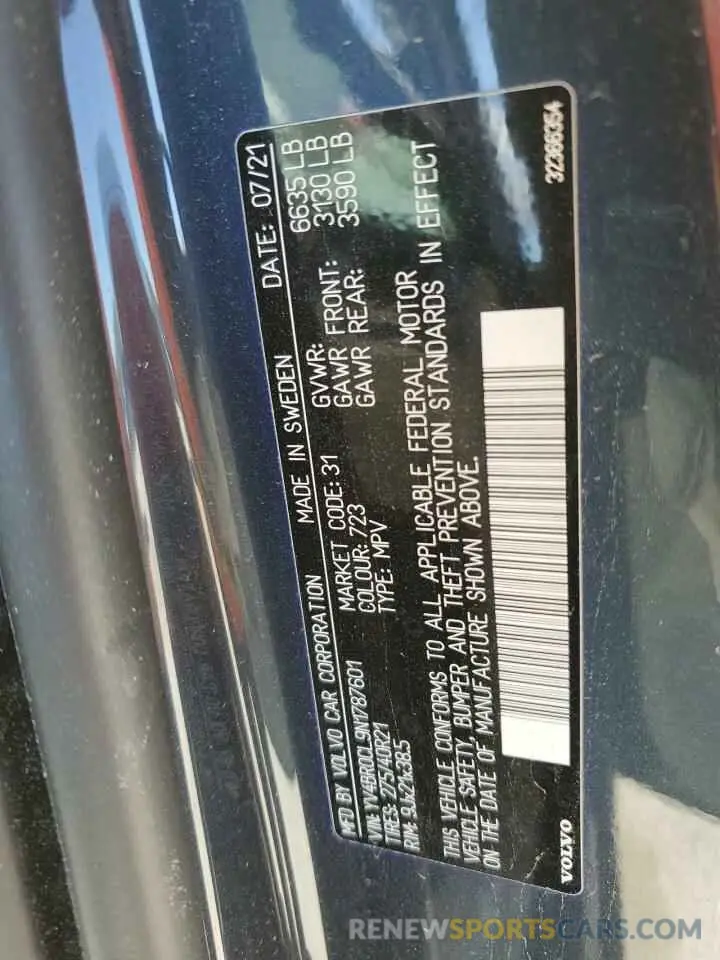 MFD BY VOLVO CAR CORPORATION MADE IN SWEDEN DATE: 07/21
VIN: YV4BR0CL9N1787601 MARKET CODE: 31 GVWR: 6635 LB
TIRES: 275/40R21 COLOUR: 723 GAWR FRONT: 3130 LB
RIM: 9Jx21x38.5 TYPE: MPV GAWR REAR: 3590 LB
THIS VEHICLE CONFORMS TO ALL APPLICABLE FEDERAL MOTOR
VEHICLE SAFETY, BUMPER AND THEFT PREVENTION STANDARDS IN EFFECT
ON THE DATE OF MANUFACTURE SHOWN ABOVE.
VOLVO 32366354
RENEWSPORTSCARS.COM